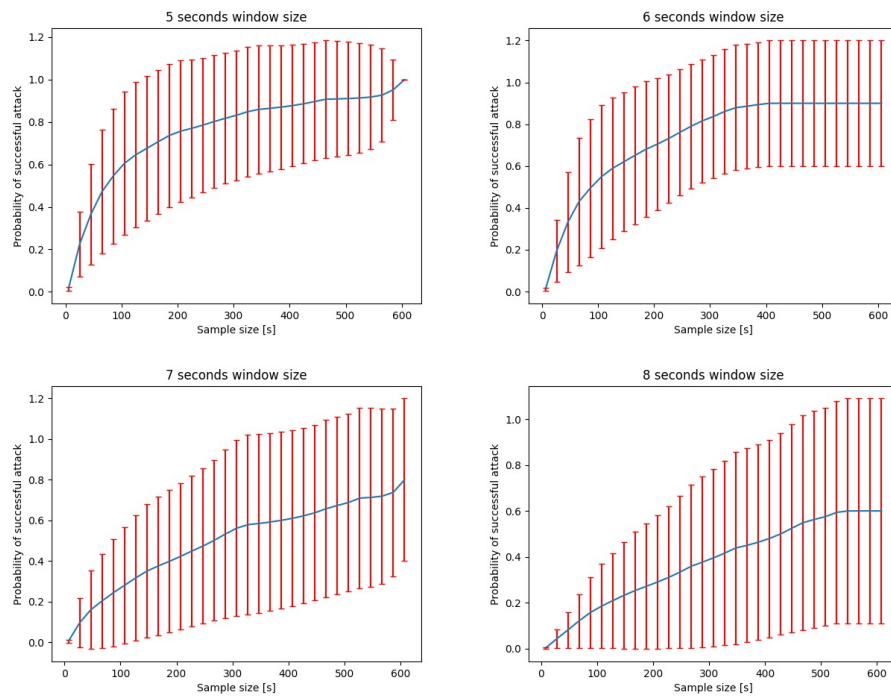 5 seconds window size
1.2
1.0
0.8
0.6
0.4
0.2
0.0
Probability of successful attack
0 100 200 300 400 500 600
Sample size [s]
6 seconds window size
1.2
1.0
0.8
0.6
0.4
0.2
0.0
Probability of successful attack
0 100 200 300 400 500 600
Sample size [s]
7 seconds window size
1.2
1.0
0.8
0.6
0.4
0.2
0.0
Probability of successful attack
0 100 200 300 400 500 600
Sample size [s]
8 seconds window size
1.0
0.8
0.6
0.4
0.2
0.0
Probability of successful attack
0 100 200 300 400 500 600
Sample size [s]